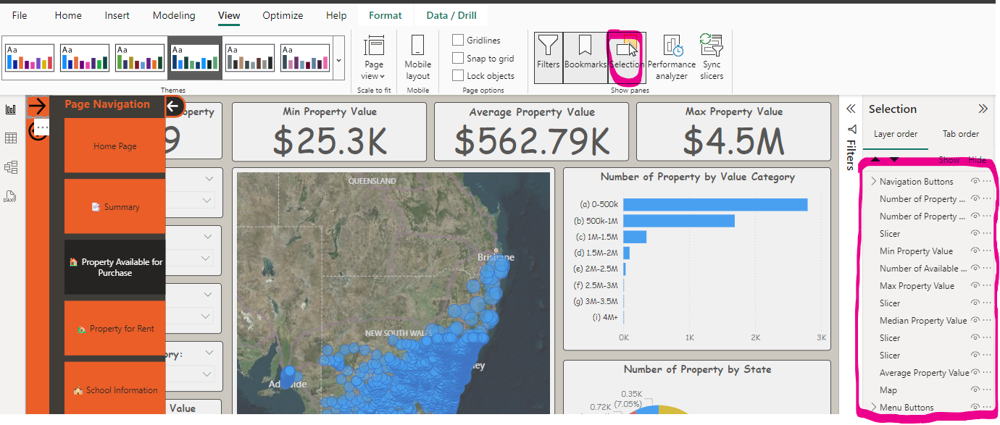 File Home Insert Modeling View Optimize Help Format Data / Drill
Aa Aa Aa Aa Aa Aa
Page view
Scale to fit
Mobile layout
Mobile
Gridlines
Snap to grid
Lock objects
Page options
Filters Bookmarks Selection Performance analyzer Sync slicers
Show panes
Themes
DAX
Page Navigation
Home Page
Summary
Property Available for
Purchase
Property for Rent
School Information
operty
9
ory:
Value
Min Property Value
$25.3K
Average Property Value
$562.79K
Max Property Value
$4.5M
QUEENSLAND
Brisbane
NEW SOUTH WALES
ney
Adelaide
Number of Property by Value Category
(a) 0-500k
(b) 500k-1M
(c) 1M-1.5M
(d) 1.5M-2M
(e) 2M-2.5M
(f) 2.5M-3M
(g) 3M-3.5M
(i) 4M+
0K 1K 2K 3K
Number of Property by State
0.35K
(7.05%)
0.72K
Filters
Selection
Layer order Tab order
Show Hide
Navigation Buttons
Number of Property ...
Number of Property ...
Slicer
Min Property Value
Number of Available ...
Max Property Value
Slicer
Median Property Value
Slicer
Slicer
Average Property Value
Map
Menu Buttons